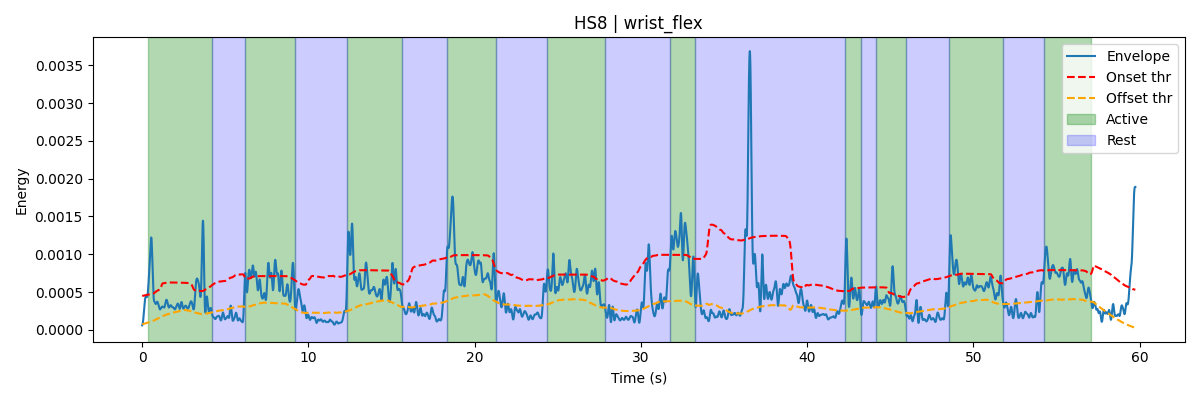 HS8 | wrist_flex
Energy
0.0035
0.0030
0.0025
0.0020
0.0015
0.0010
0.0005
0.0000
Envelope
Onset thr
Offset thr
Active
Rest
0 10 20 30 40 50 60
Time (s)